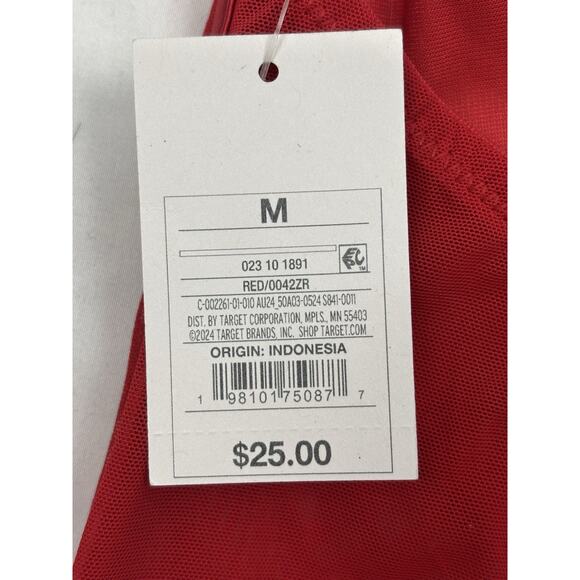 M
023 10 1891
RED/0042ZR
C-002261-01-010 AU24_50A03-0524 S841-0011
DIST. BY TARGET CORPORATION, MPLS., MN 55403
©2024 TARGET BRANDS, INC. SHOP TARGET.COM
ORIGIN: INDONESIA
1 98101 75087 7
$25.00